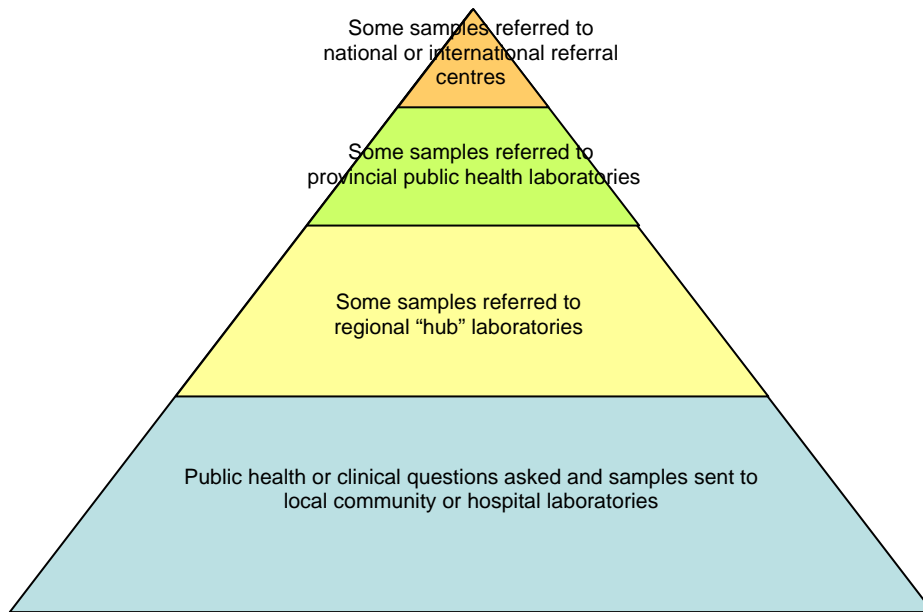 Some samples referred to
national or international referral
centres
Some samples referred to
provincial public health laboratories
Some samples referred to
regional “hub” laboratories
Public health or clinical questions asked and samples sent to
local community or hospital laboratories